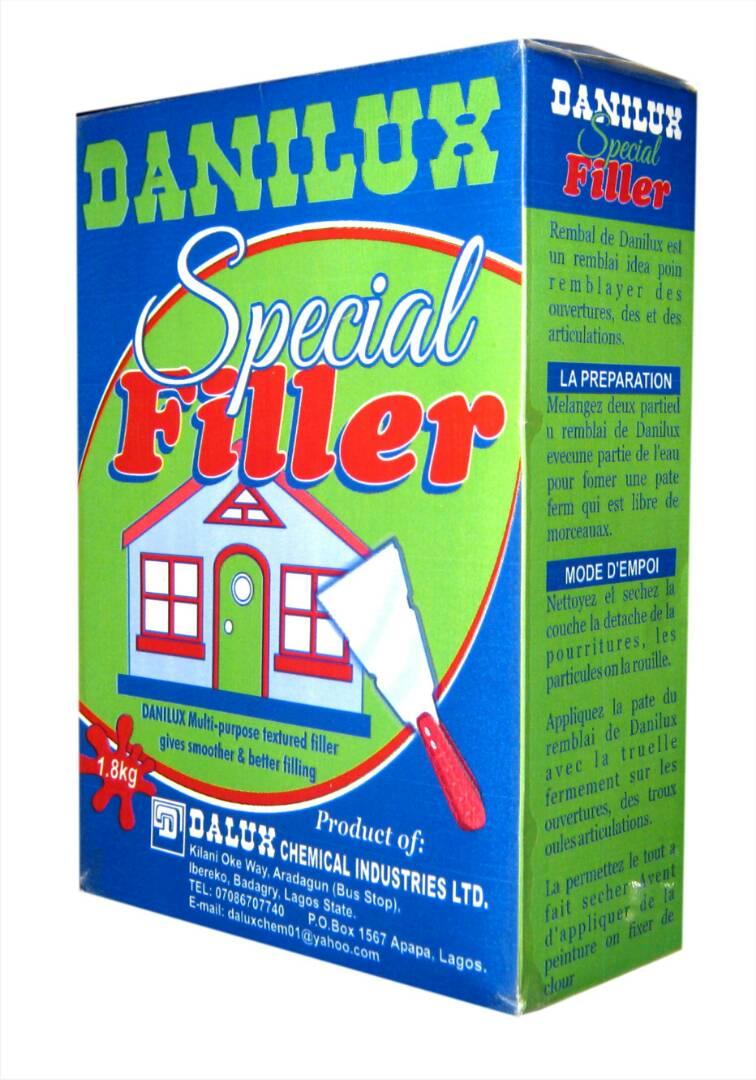 DANILUX
Special
Filler
DANILUX Multi-purpose textured filler
gives smoother & better filling
1.8kg
Product of:
DALUX CHEMICAL INDUSTRIES LTD.
Kilani Oke Way, Aradagun (Bus Stop),
Ibereko, Badagry, Lagos State.
TEL: 07086707740 P.O.Box 1567 Apapa, Lagos.
E-mail: daluxchem01@yahoo.com
DANILUX
Special
Filler
Rembal de Danilux est
un remblai idea poin
remblayer des
ouvertures, des et des
articulations.
LA PREPARATION
Melangez deux partied
u remblai de Danilux
evecune partie de l'eau
pour fomer une pate
ferm qui est libre de
morceauax.
MODE D'EMPOI
Nettoyez el sechez la
couche la detache de la
pourritures, les
particules on la rouille.
Appliquez la pate du
remblai de Danilux
avec la truelle
fermement sur les
ouvertures, des troux
oules articulations.
La permettez le tout a
fait secher Avent
d'appliquer de la
peinture on fixer de
clour